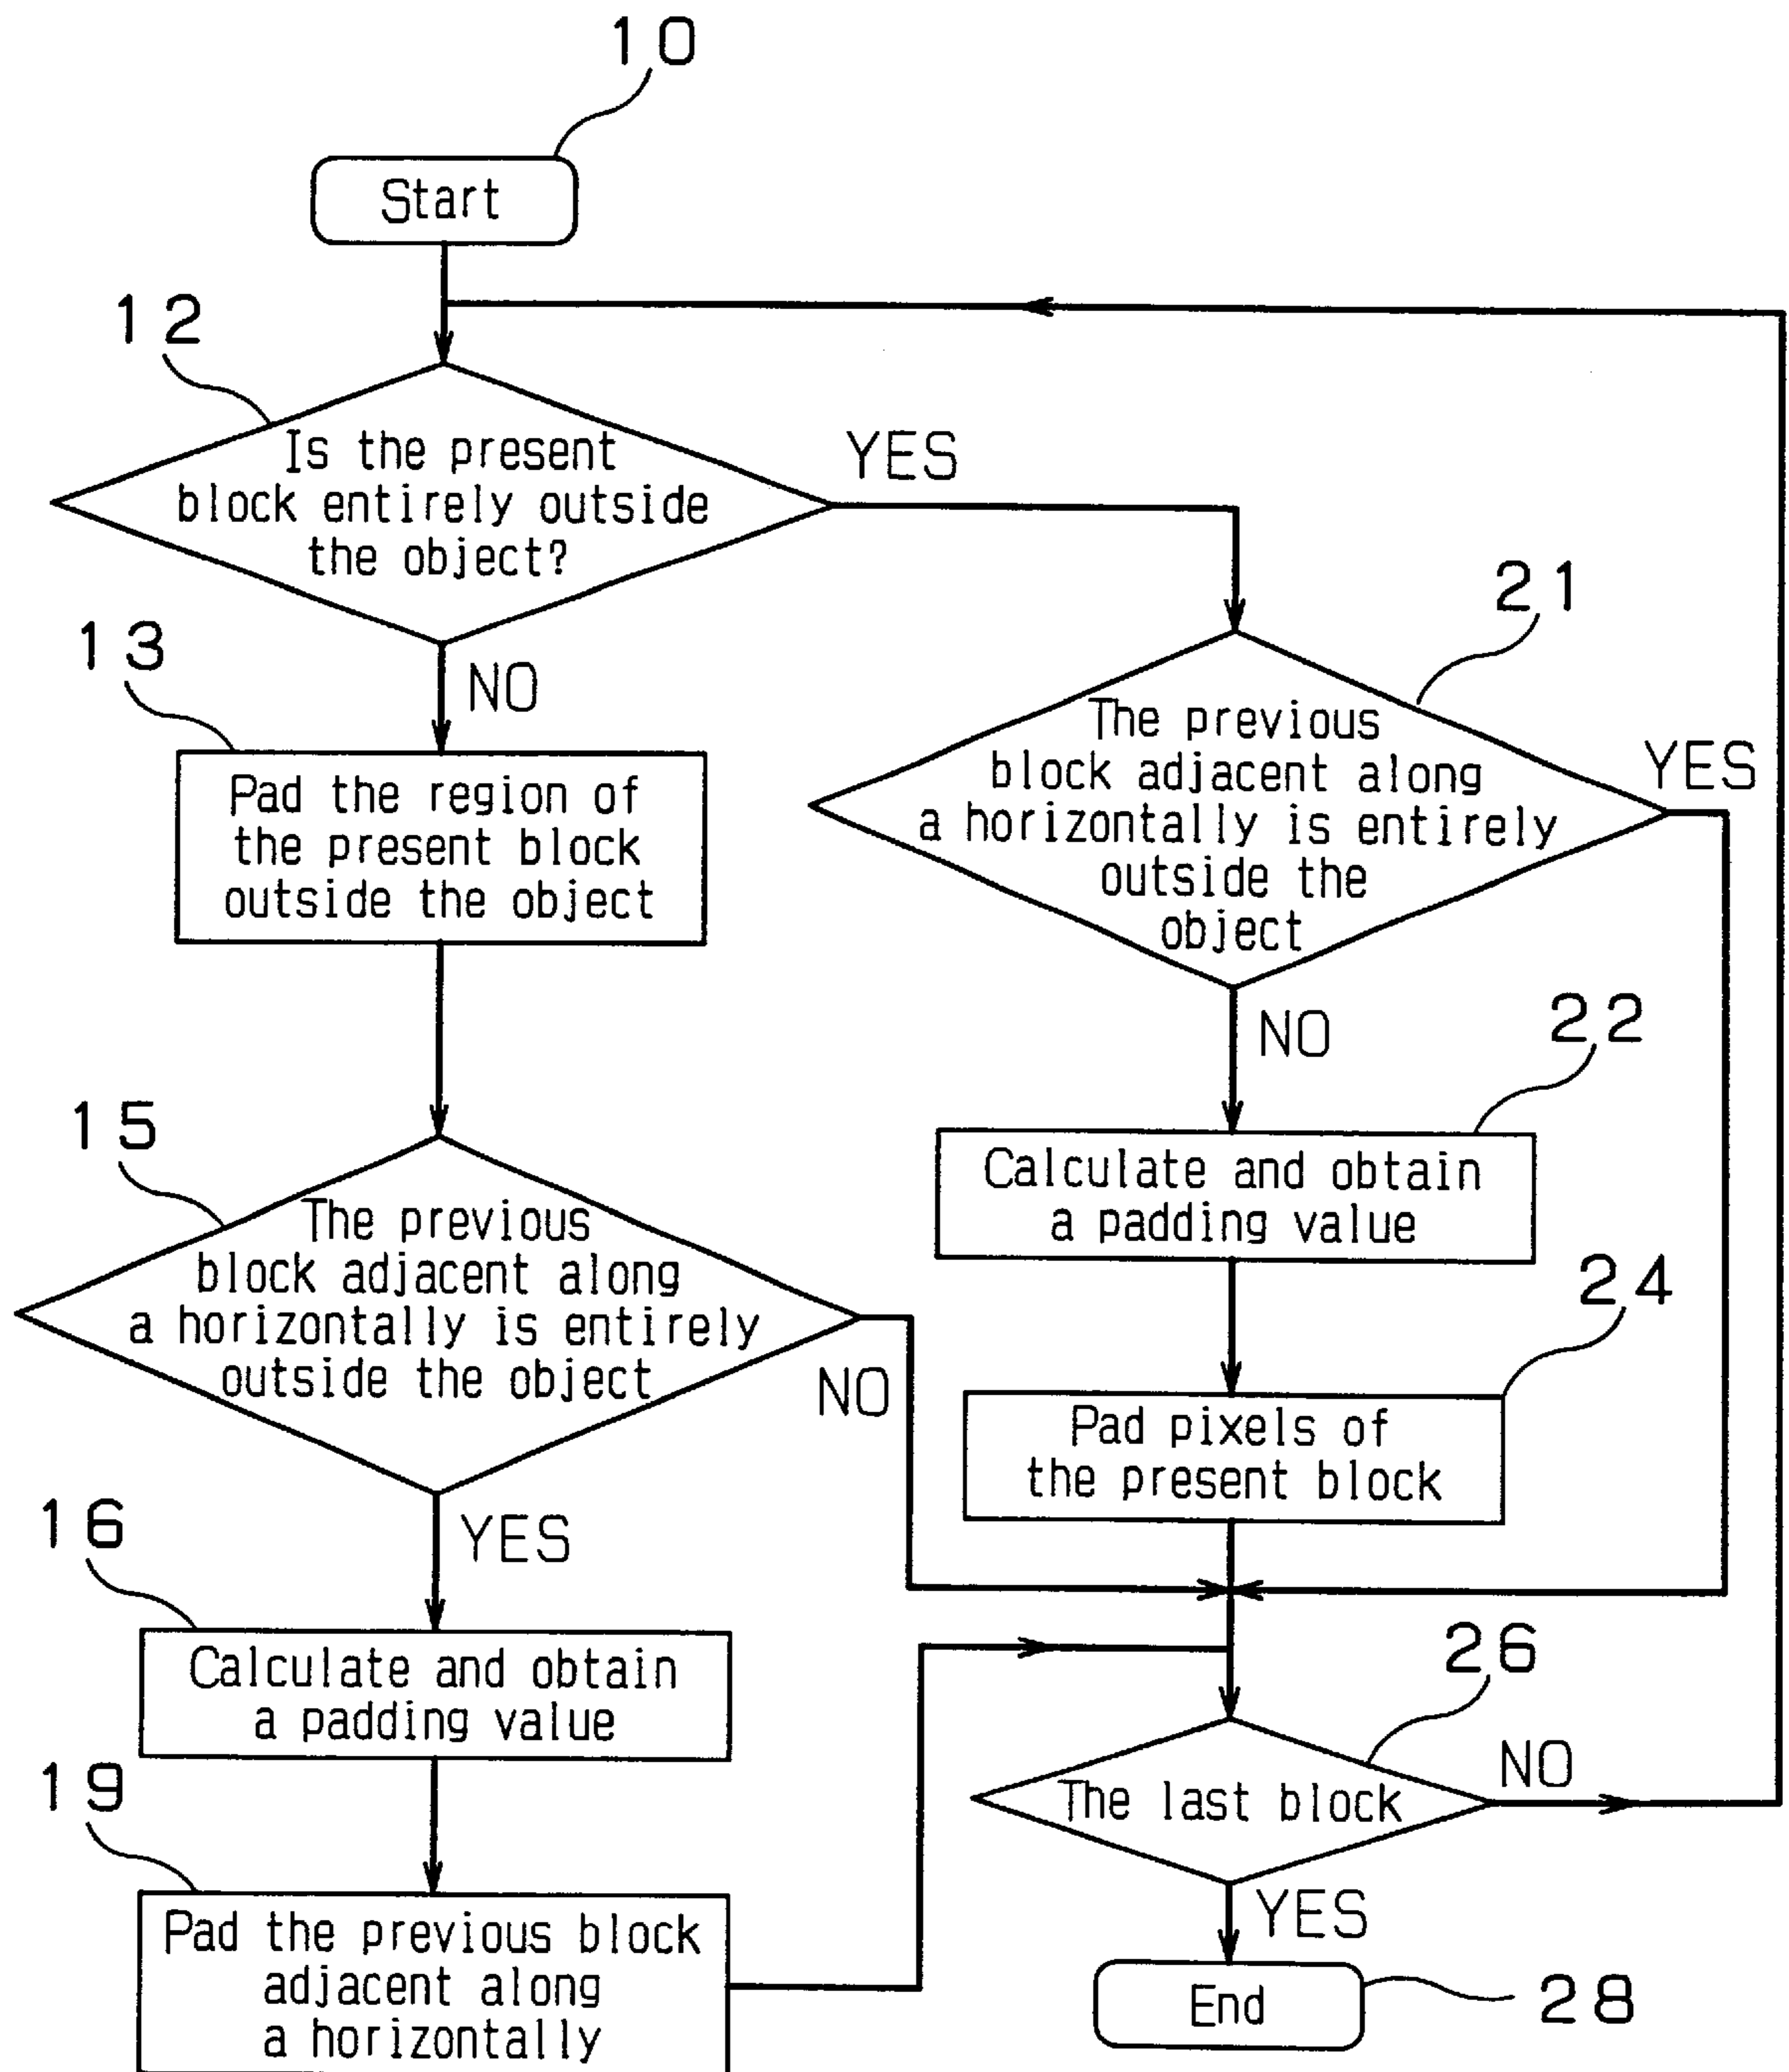 10
Start
12
Is the present
block entirely outside
the object?
YES
NO
13
Pad the region of
the present block
outside the object
15
The previous
block adjacent along
a horizontally is entirely
outside the object
NO
YES
16
Calculate and obtain
a padding value
19
Pad the previous block
adjacent along
a horizontally
21
The previous
block adjacent along
a horizontally is entirely
outside the
object
YES
NO
22
Calculate and obtain
a padding value
24
Pad pixels of
the present block
26
The last block
NO
YES
End
28